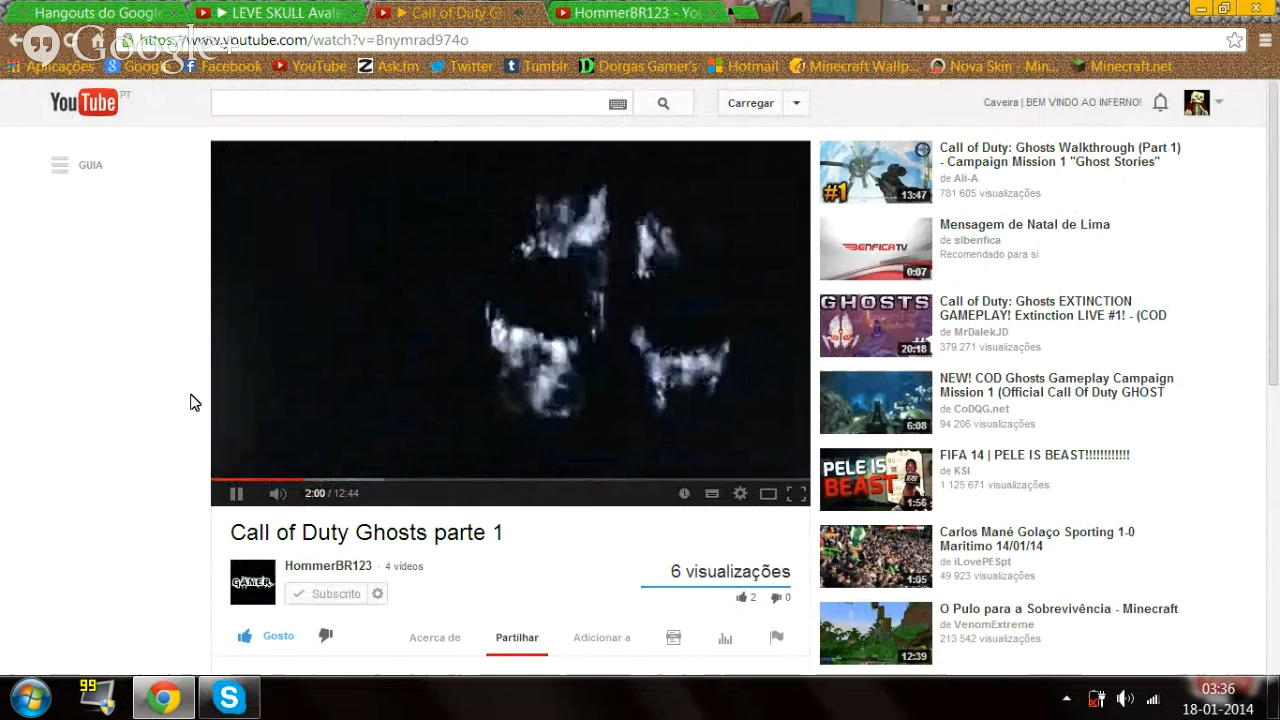 Hangouts do Googl
LEVE SKULL Avat
Call of Duty G
HommerBR123 - Yo
Google+
https://www.youtube.com/watch?v=Bnymrad974o
Aplicações
Googl
Facebook
YouTube
Ask.fm
Twitter
Tumblr
Dorgas Gamer's
Hotmail
Minecraft Wallp...
Nova Skin - Min...
Minecraft.net
YouTube PT
Carregar
Caveira | BEM VINDO AO INFERNO!
GUIA
2:00 / 12:44
Call of Duty Ghosts parte 1
GAMER
HommerBR123 · 4 vídeos
Subscrito
6 visualizações
2
0
Gosto
Acerca de
Partilhar
Adicionar a
#1
13:47
Call of Duty: Ghosts Walkthrough (Part 1)
- Campaign Mission 1 "Ghost Stories"
de Ali-A
781 605 visualizações
BENFICA TV
0:07
Mensagem de Natal de Lima
de slbenfica
Recomendado para si
GHOSTS
20:18
Call of Duty: Ghosts EXTINCTION
GAMEPLAY! Extinction LIVE #1! - (COD
de MrDalekJD
379 271 visualizações
6:08
NEW! COD Ghosts Gameplay Campaign
Mission 1 (Official Call Of Duty GHOST
de CoDQG.net
94 206 visualizações
PELE IS
BEAST
1:56
FIFA 14 | PELE IS BEAST!!!!!!!!!!!!
de KSI
1 125 671 visualizações
1:05
Carlos Mané Golaço Sporting 1-0
Maritimo 14/01/14
de iLovePESpt
49 923 visualizações
12:39
O Pulo para a Sobrevivência - Minecraft
de VenomExtreme
213 542 visualizações
99
03:36
18-01-2014